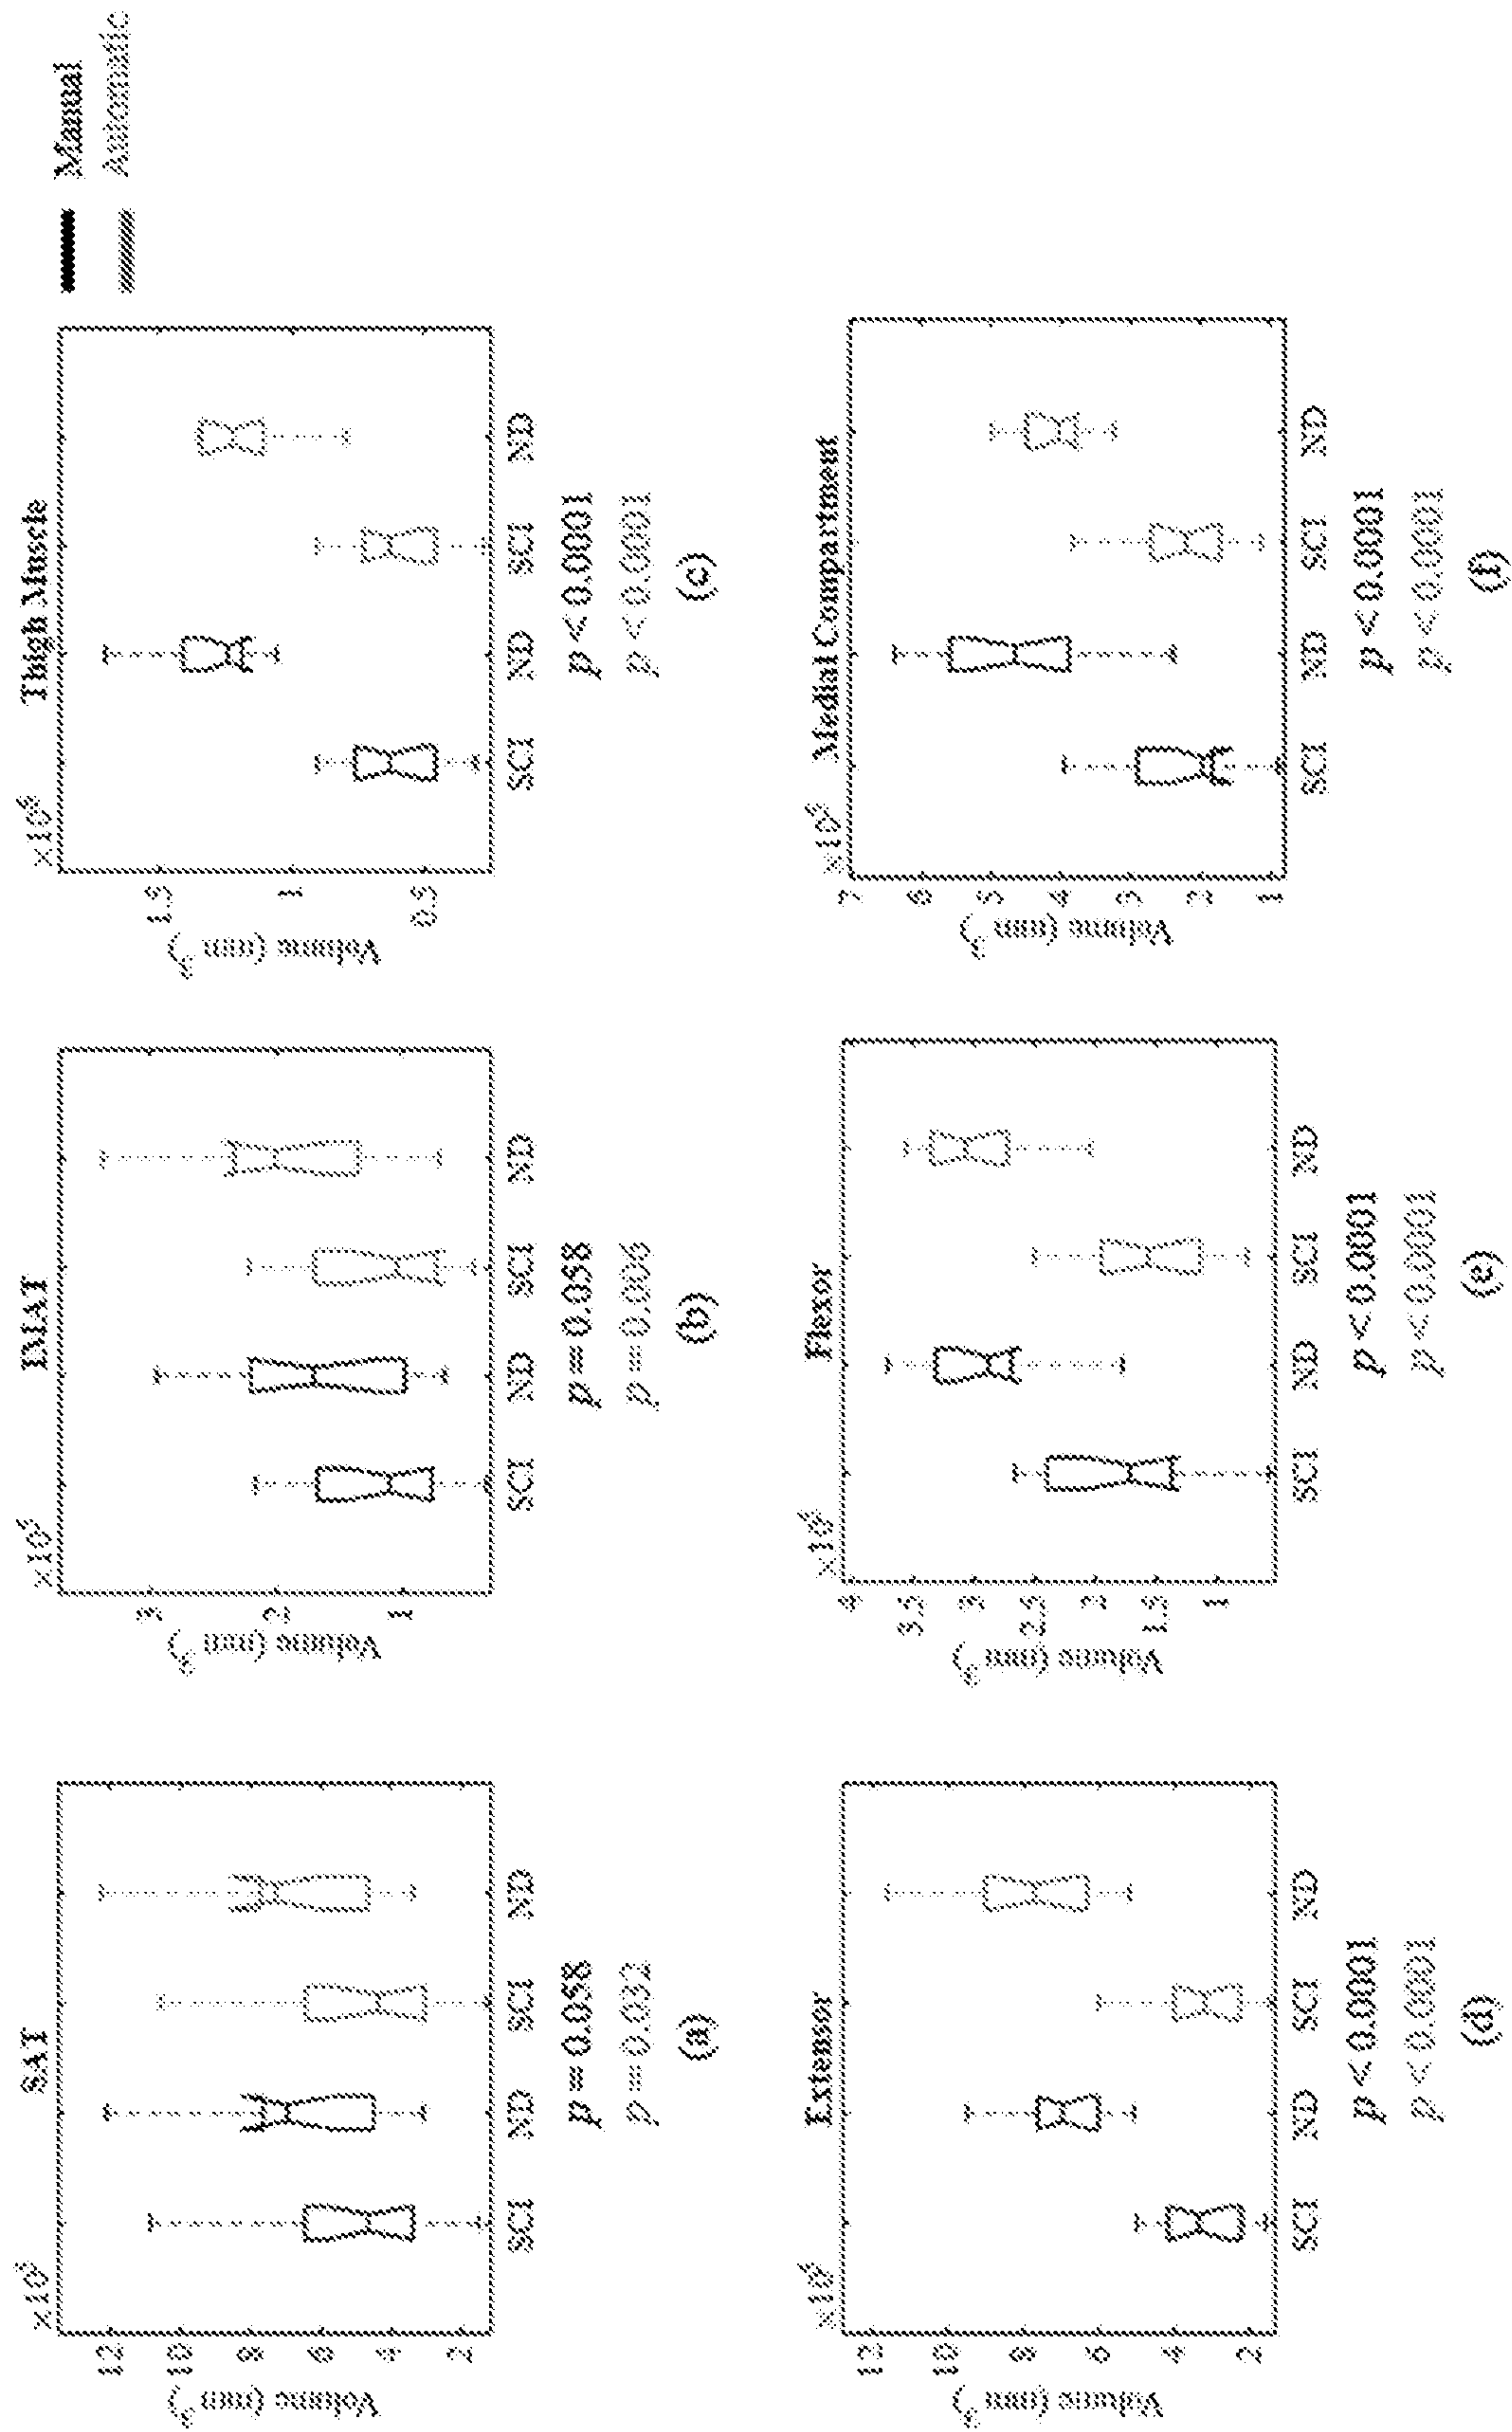 Manual
Automatic
SAT
×10⁵
12
10
8
6
4
2
Volume (mm³)
SCI
ND
SCI
ND
p = 0.058
p = 0.032
(a)
IMAT
×10⁵
3
2
1
Volume (mm³)
SCI
ND
SCI
ND
p = 0.058
p = 0.006
(b)
Thigh Muscle
1.5
1
0.5
Volume (mm³)
SCI
ND
SCI
ND
p < 0.0001
p < 0.0001
(c)
Extensor
12
10
8
6
4
2
Volume (mm³)
SCI
ND
SCI
ND
p < 0.0001
p < 0.0001
(d)
Flexor
4
3.5
3
2.5
2
1.5
1
Volume (mm³)
SCI
ND
SCI
ND
p < 0.0001
p < 0.0001
(e)
Medial Compartment
7
6
5
4
3
2
1
Volume (mm³)
SCI
ND
SCI
ND
p < 0.0001
p < 0.0001
(f)